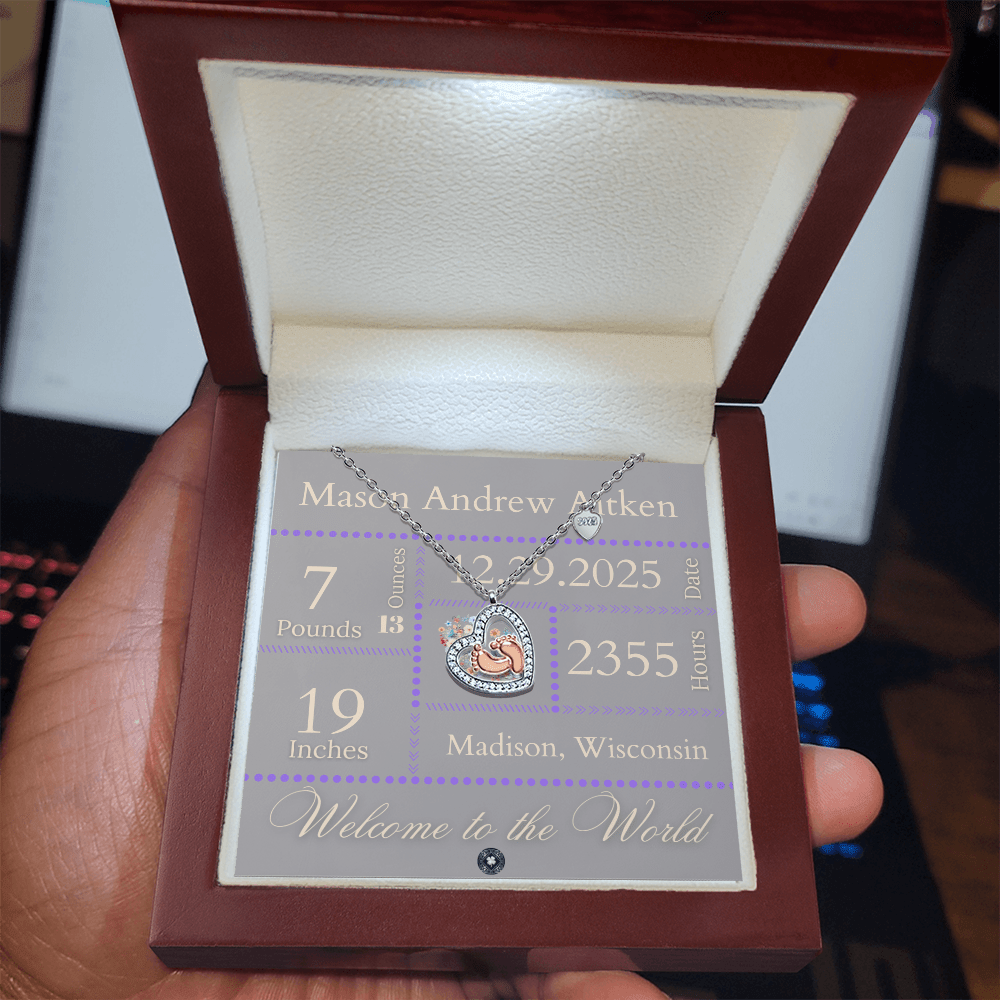 Mason Andrew Aitken
7
Pounds
13
Ounces
12.29.2025
Date
2355
Hours
19
Inches
Madison, Wisconsin
Welcome to the World